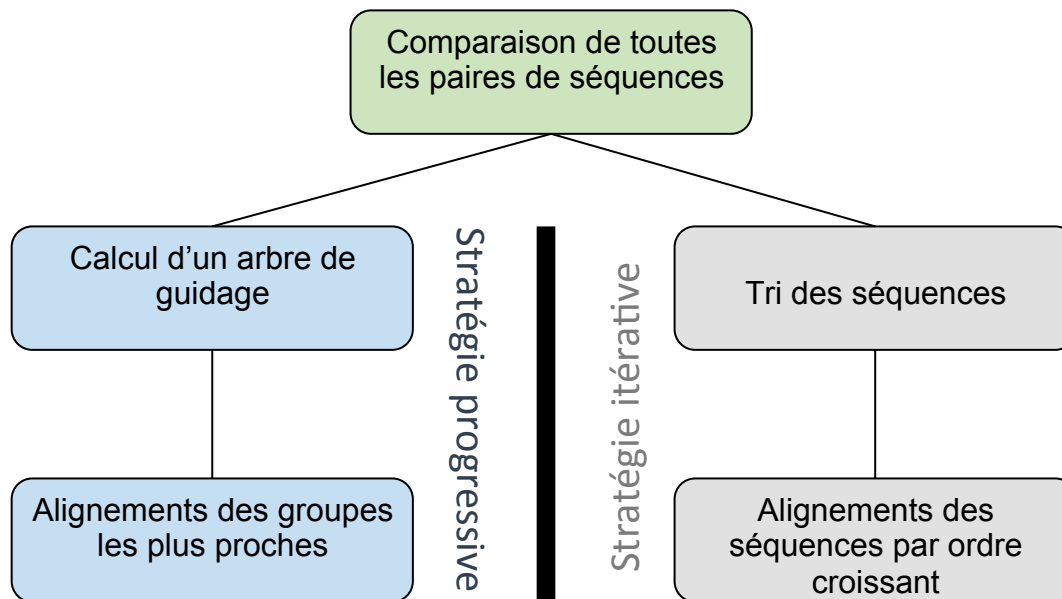 Comparaison de toutes
les paires de séquences
Calcul d’un arbre de
guidage
Stratégie progressive
Stratégie itérative
Tri des séquences
Alignements des groupes
les plus proches
Alignements des
séquences par ordre
croissant